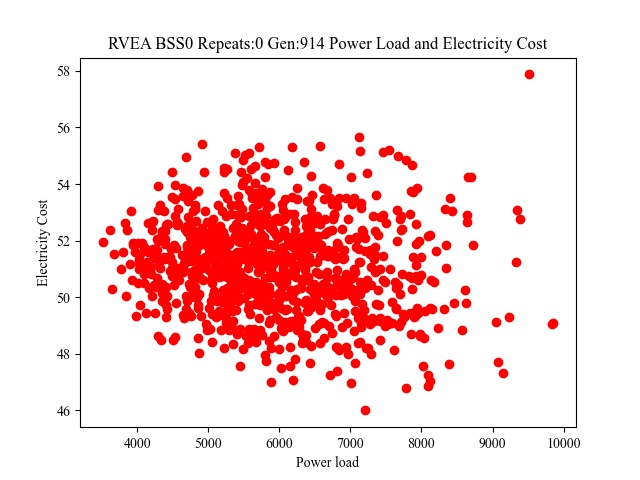 RVEA BSS0 Repeats:0 Gen:914 Power Load and Electricity Cost
58
56
54
52
50
48
46
Electricity Cost
4000 5000 6000 7000 8000 9000 10000
Power load